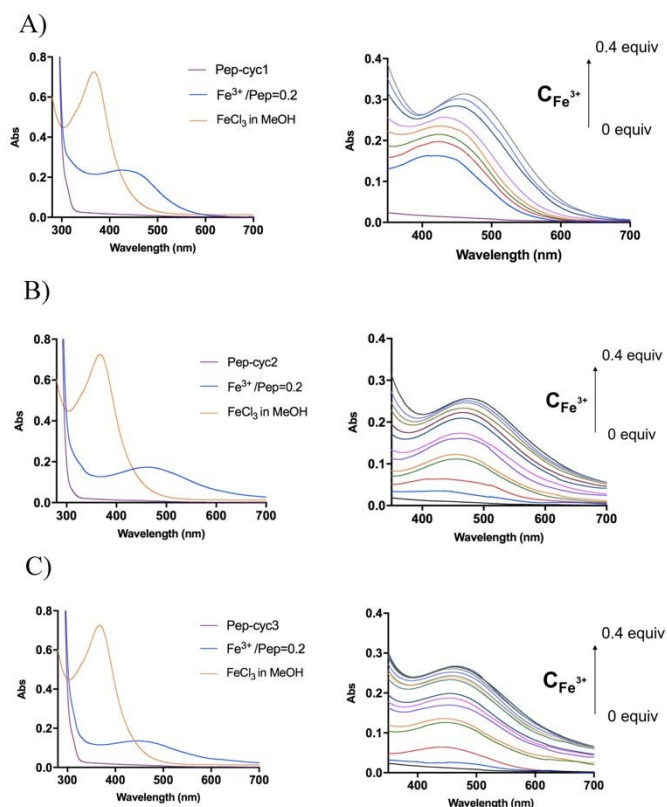 A)
Abs
0.8
0.6
0.4
0.2
0.0
300
400
500
600
700
Wavelength (nm)
Pep-cyc1
Fe³⁺/Pep=0.2
FeCl₃ in MeOH
0.4
0.3
0.2
0.1
0.0
400
500
600
700
Wavelength (nm)
0.4 equiv
C Fe³⁺
0 equiv
B)
Abs
0.8
0.6
0.4
0.2
0.0
300
400
500
600
700
Wavelength (nm)
Pep-cyc2
Fe³⁺/Pep=0.2
FeCl₃ in MeOH
Abs
0.4
0.3
0.2
0.1
0.0
400
500
600
700
Wavelength (nm)
0.4 equiv
C Fe³⁺
0 equiv
C)
Abs
0.8
0.6
0.4
0.2
0.0
300
400
500
600
700
Wavelength (nm)
Pep-cyc3
Fe³⁺/Pep=0.2
FeCl₃ in MeOH
Abs
0.4
0.3
0.2
0.1
0.0
400
500
600
700
Wavelength (nm)
0.4 equiv
C Fe³⁺
0 equiv